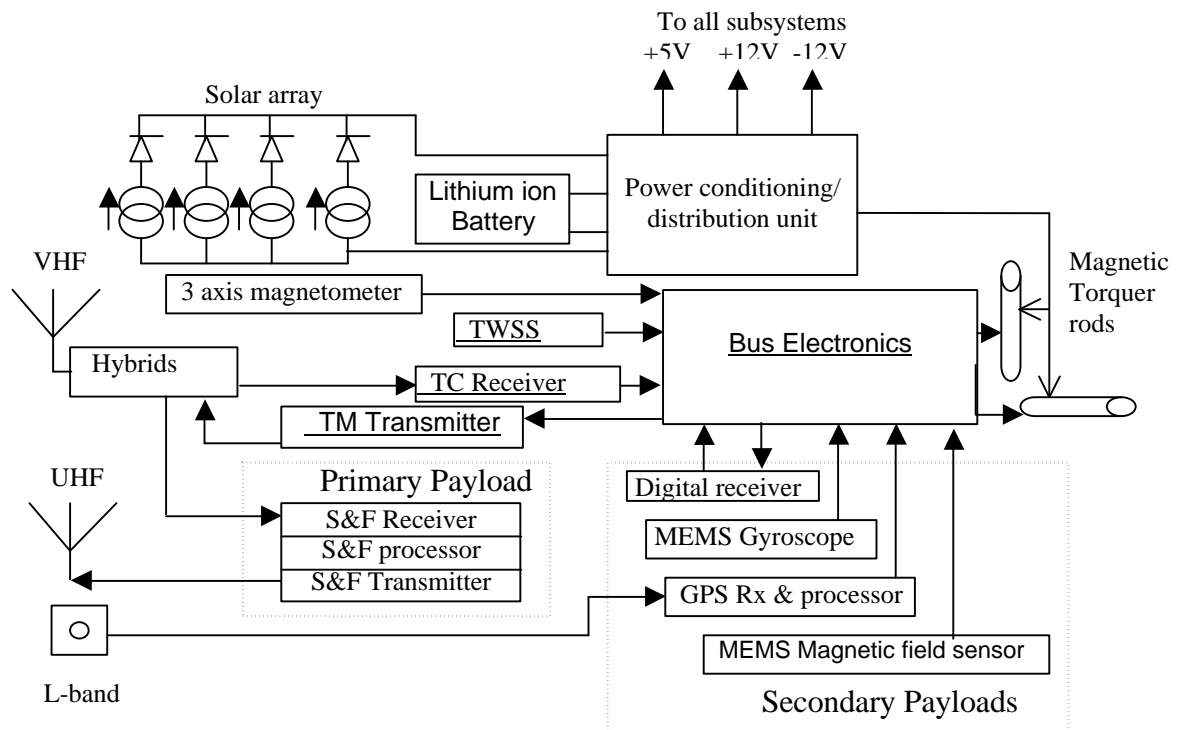 To all subsystems
+5V +12V -12V
Solar array
Lithium ion
Battery
Power conditioning/
distribution unit
VHF
3 axis magnetometer
Magnetic
Torquer
rods
TWSS
Bus Electronics
Hybrids
TC Receiver
TM Transmitter
UHF
Primary Payload
Digital receiver
S&F Receiver
MEMS Gyroscope
S&F processor
S&F Transmitter
GPS Rx & processor
MEMS Magnetic field sensor
L-band
Secondary Payloads